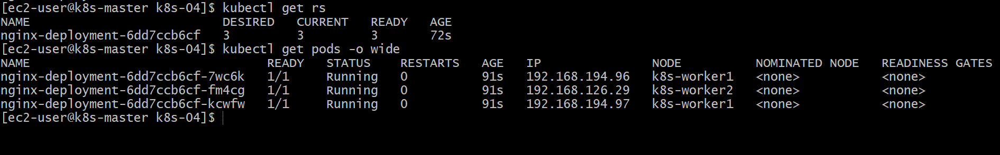 [ec2-user@k8s-master k8s-04]$ kubectl get rs
NAME                          DESIRED   CURRENT   READY   AGE
nginx-deployment-6dd7ccb6cf   3         3         3       72s
[ec2-user@k8s-master k8s-04]$ kubectl get pods -o wide
NAME                                READY   STATUS    RESTARTS   AGE   IP               NODE          NOMINATED NODE   READINESS GATES
nginx-deployment-6dd7ccb6cf-7wc6k   1/1     Running   0          91s   192.168.194.96   k8s-worker1   <none>           <none>
nginx-deployment-6dd7ccb6cf-fm4cg   1/1     Running   0          91s   192.168.126.29   k8s-worker2   <none>           <none>
nginx-deployment-6dd7ccb6cf-kcwfw   1/1     Running   0          91s   192.168.194.97   k8s-worker1   <none>           <none>
[ec2-user@k8s-master k8s-04]$